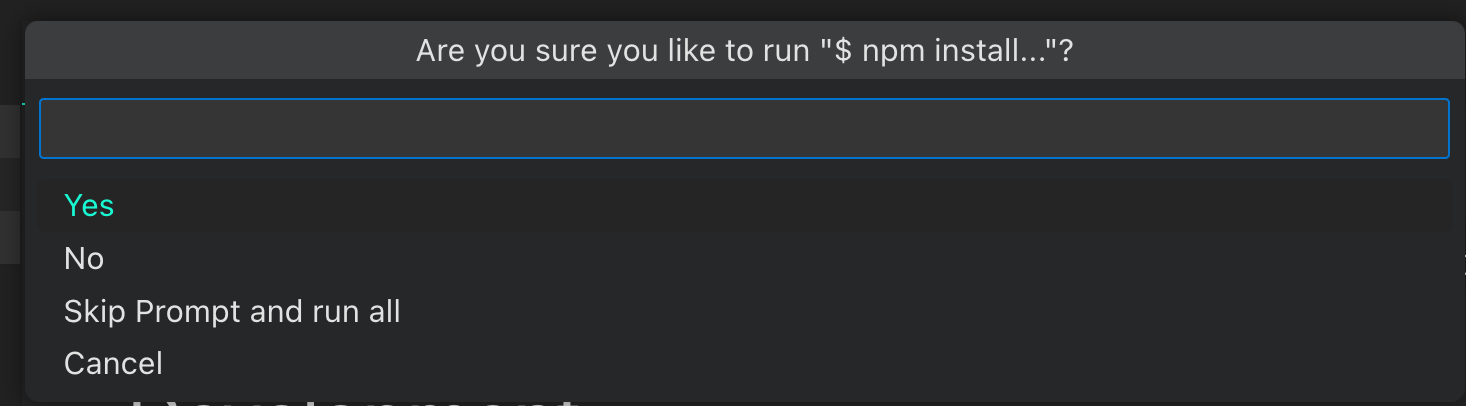 Are you sure you like to run "$ npm install..."?
Yes
No
Skip Prompt and run all
Cancel